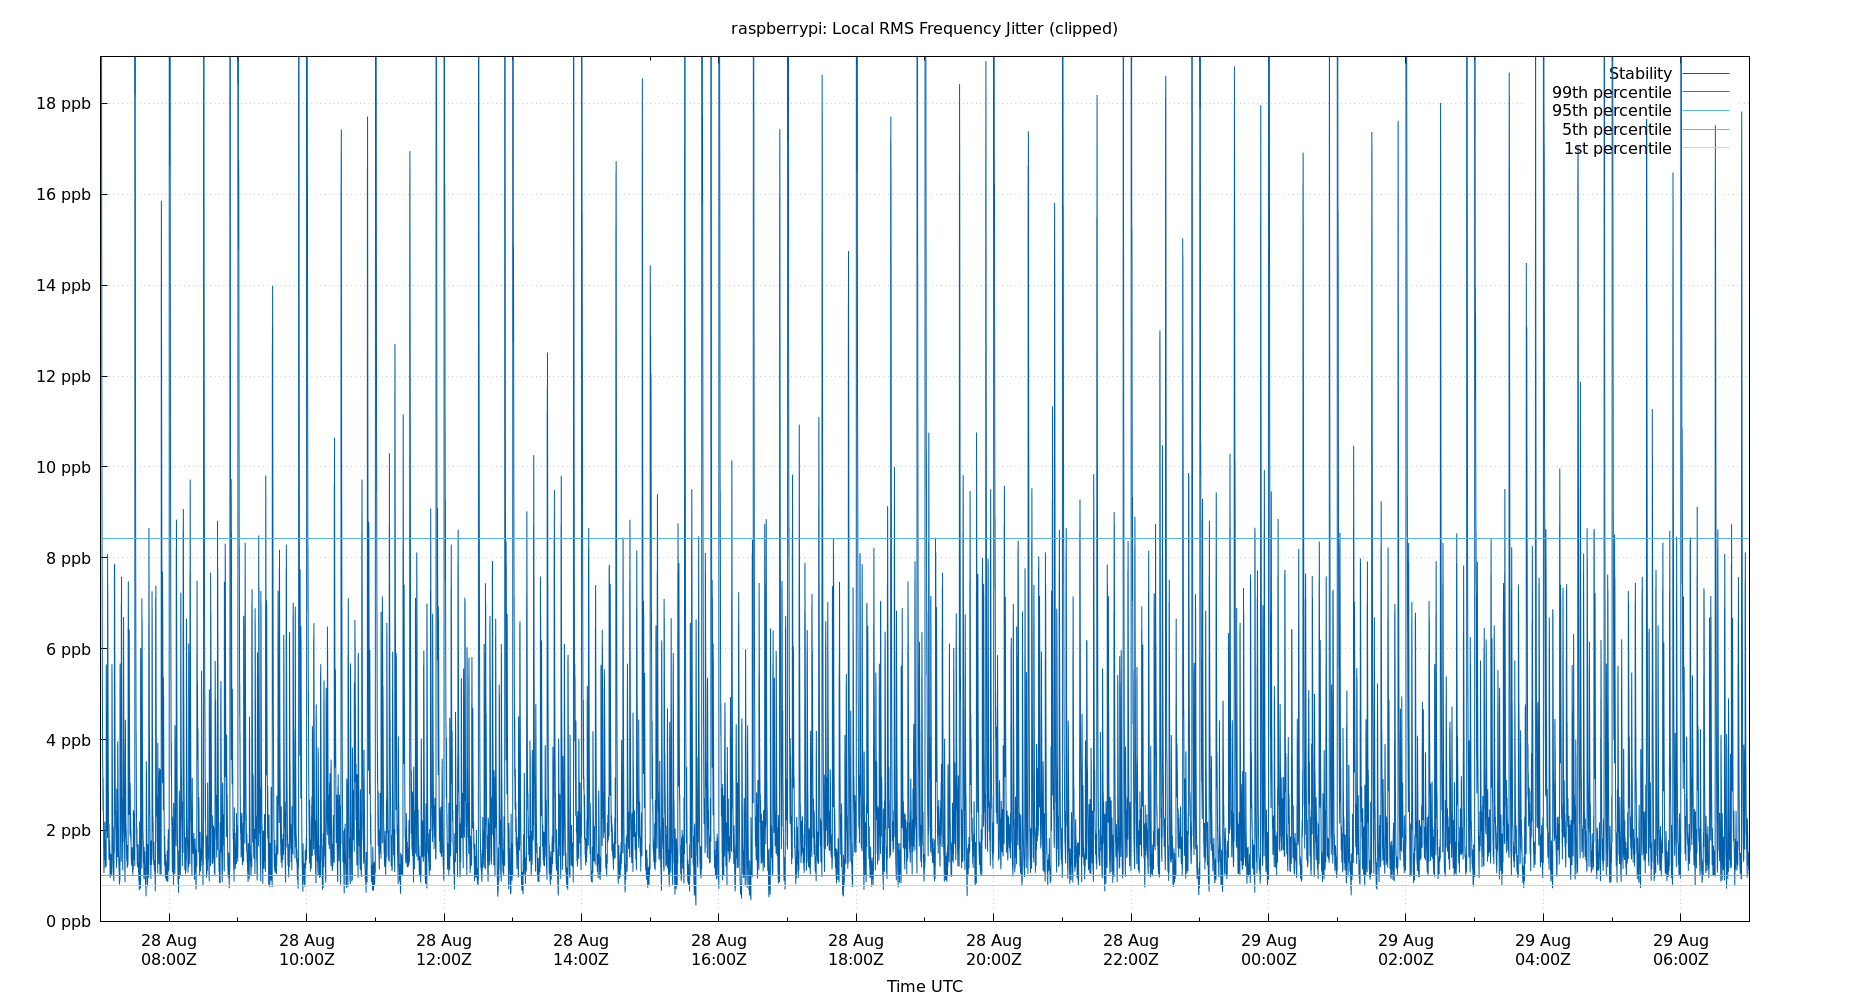 raspberrypi: Local RMS Frequency Jitter (clipped)
Stability
99th percentile
95th percentile
5th percentile
1st percentile
18 ppb
16 ppb
14 ppb
12 ppb
10 ppb
8 ppb
6 ppb
4 ppb
2 ppb
0 ppb
28 Aug 28 Aug 28 Aug 28 Aug 28 Aug 28 Aug 28 Aug 28 Aug 29 Aug 29 Aug 29 Aug 29 Aug
08:00Z 10:00Z 12:00Z 14:00Z 16:00Z 18:00Z 20:00Z 22:00Z 00:00Z 02:00Z 04:00Z 06:00Z
Time UTC